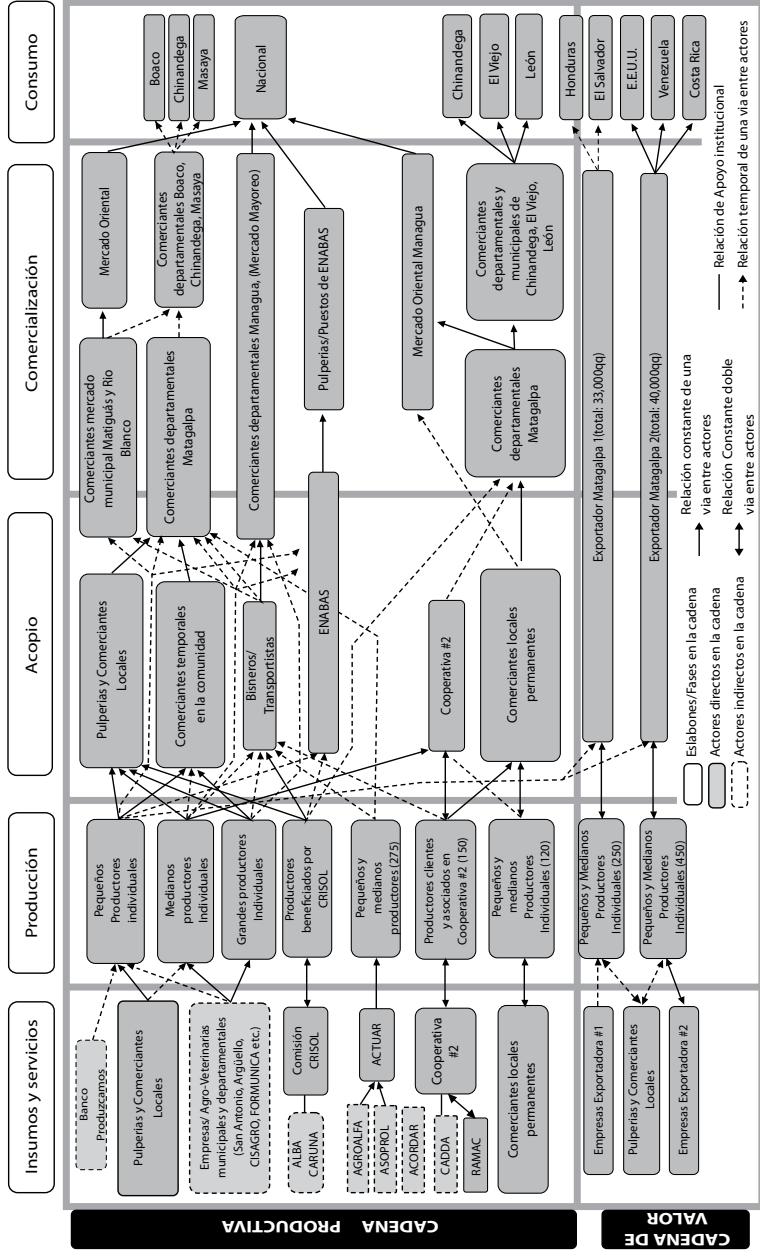 Insumos y servicios
Producción
Acopio
Comercialización
Consumo
CADENA PRODUCTIVA
Banco
Produzcamos
Pulperias y Comerciantes
Locales
Empresas/ Agro-Veterinarias
municipales y departamentales
(San Antonio, Argüello,
CISAGRO, FORMUNICA etc.)
ALBA
CARUNA
Comisión
CRISOL
AGROALFA
ASOPROL
ACORDAR
ACTUAR
CADDA
RAMAC
Cooperativa
#2
Comerciantes locales
permanentes
Pequeños
Productores
individuales
Medianos
productores
Individuales
Grandes productores
Individuales
Productores
beneficiados por
CRISOL
Pequeños y
medianos
productores (275)
Productores clientes
y asociados en
Cooperativa #2 (150)
Pequeños y
medianos
Productores
Individuales (120)
Pulperias y Comerciantes
Locales
Comerciantes temporales
en la comunidad
Bisneros/
Transportistas
ENABAS
Cooperativa #2
Comerciantes locales
permanentes
Comerciantes mercado
municipal Matiguás y Rio
Blanco
Comerciantes departamentales
Matagalpa
Comerciantes departamentales Managua, (Mercado Mayoreo)
Mercado Oriental
Comerciantes
departamentales Boaco,
Chinandega, Masaya
Pulperias/Puestos de ENABAS
Mercado Oriental Managua
Comerciantes
departamentales
Matagalpa
Comerciantes
departamentales y
municipales de
Chinandega, El Viejo,
León
Boaco
Chinandega
Masaya
Nacional
Chinandega
El Viejo
León
CADENA DE
VALOR
Empresas Exportadora #1
Pulperias y Comerciantes
Locales
Empresas Exportadora #2
Pequeños y Medianos
Productores
Individuales (250)
Pequeños y Medianos
Productores
Individuales (450)
Exportador Matagalpa 1(total: 33,000qq)
Exportador Matagalpa 2(total: 40,000qq)
Honduras
El Salvador
E.E.U.U.
Venezuela
Costa Rica
Eslabones/Fases en la cadena
Actores directos en la cadena
Actores indirectos en la cadena
Relación constante de una
via entre actores
Relación Constante doble
via entre actores
Relación de Apoyo institucional
Relación temporal de una via entre actores